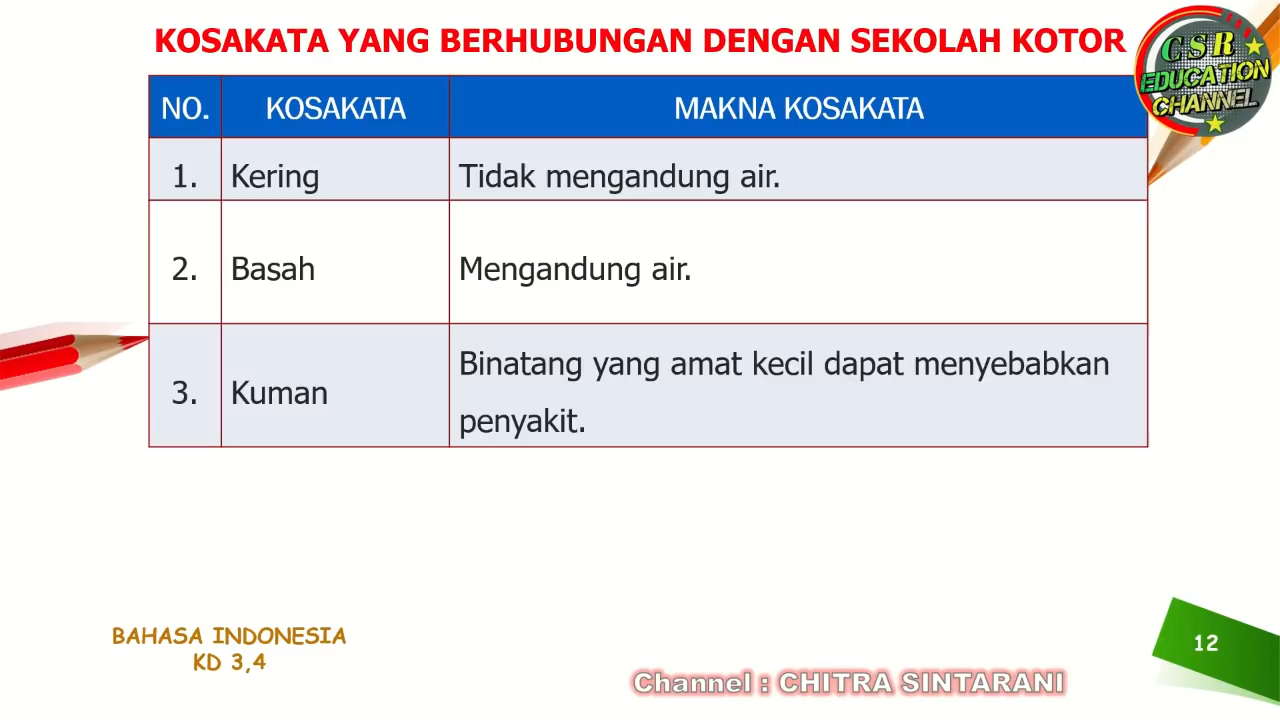 KOSAKATA YANG BERHUBUNGAN DENGAN SEKOLAH KOTOR
CSR
EDUCATION
CHANNEL
NO. KOSAKATA MAKNA KOSAKATA
1. Kering Tidak mengandung air.
2. Basah Mengandung air.
3. Kuman Binatang yang amat kecil dapat menyebabkan
penyakit.
BAHASA INDONESIA
KD 3,4
12
Channel : CHITRA SINTARANI